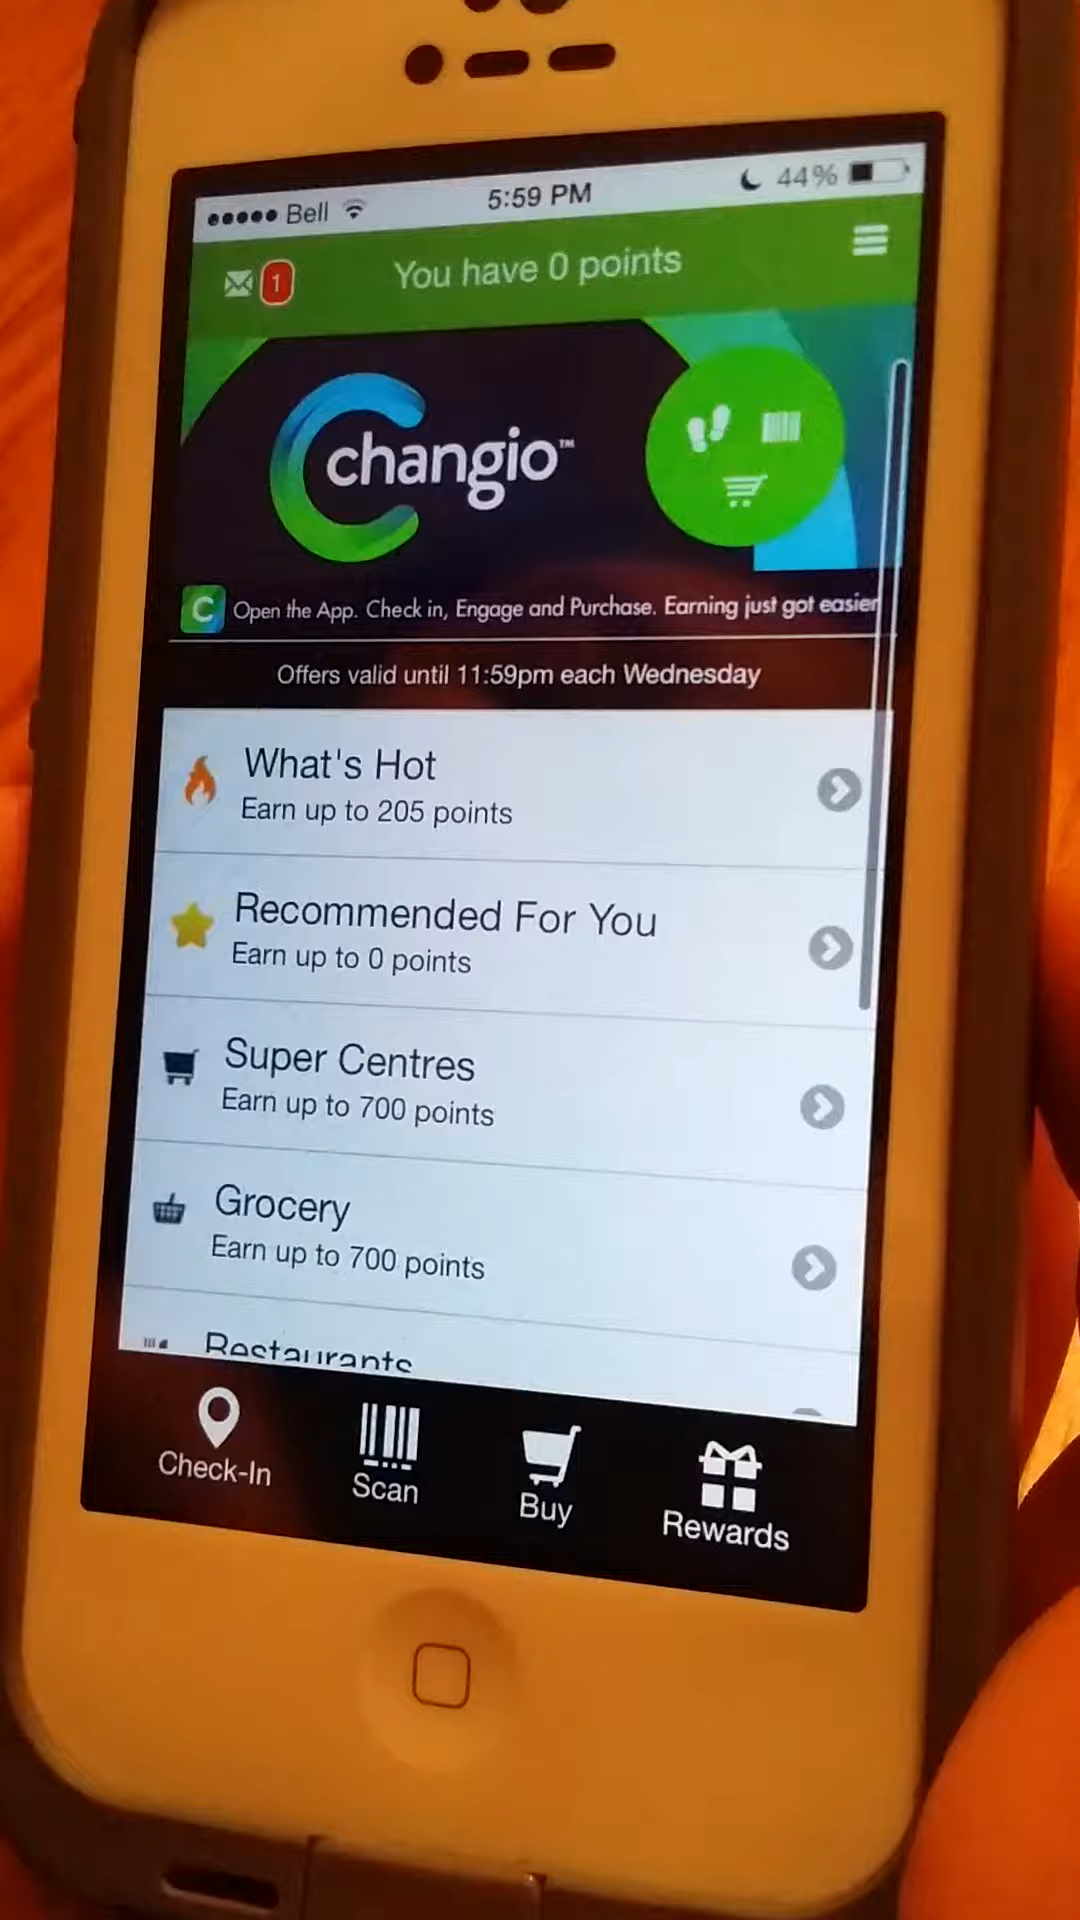 Bell 5:59 PM 44%
1 You have 0 points
changio™
C Open the App. Check in, Engage and Purchase. Earning just got easier
Offers valid until 11:59pm each Wednesday
What's Hot
Earn up to 205 points
Recommended For You
Earn up to 0 points
Super Centres
Earn up to 700 points
Grocery
Earn up to 700 points
Restaurants
Check-In Scan Buy Rewards